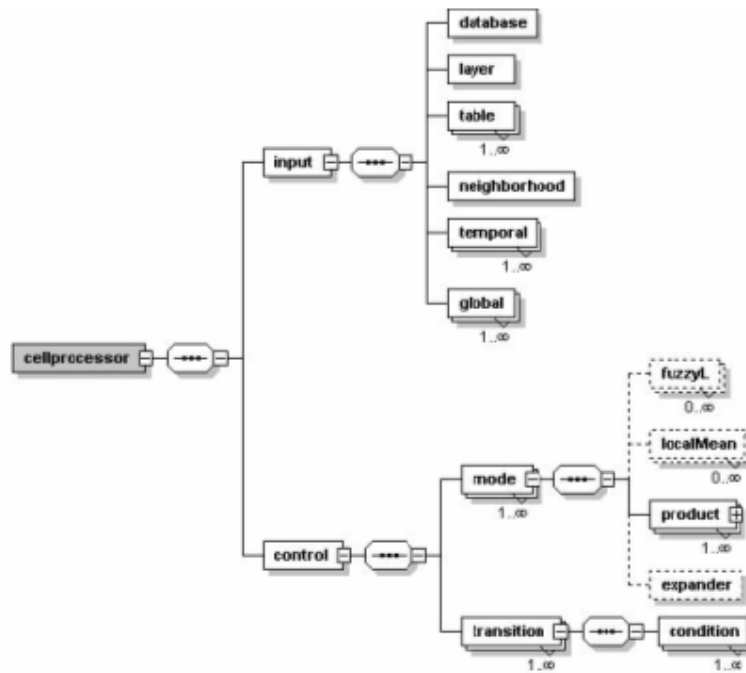 database
layer
table
1..∞
input
neighborhood
temporal
1..∞
global
1..∞
cellprocessor
fuzzyL
0..∞
localMean
0..∞
mode
1..∞
product
1..∞
control
expander
transition
1..∞
condition
1..∞